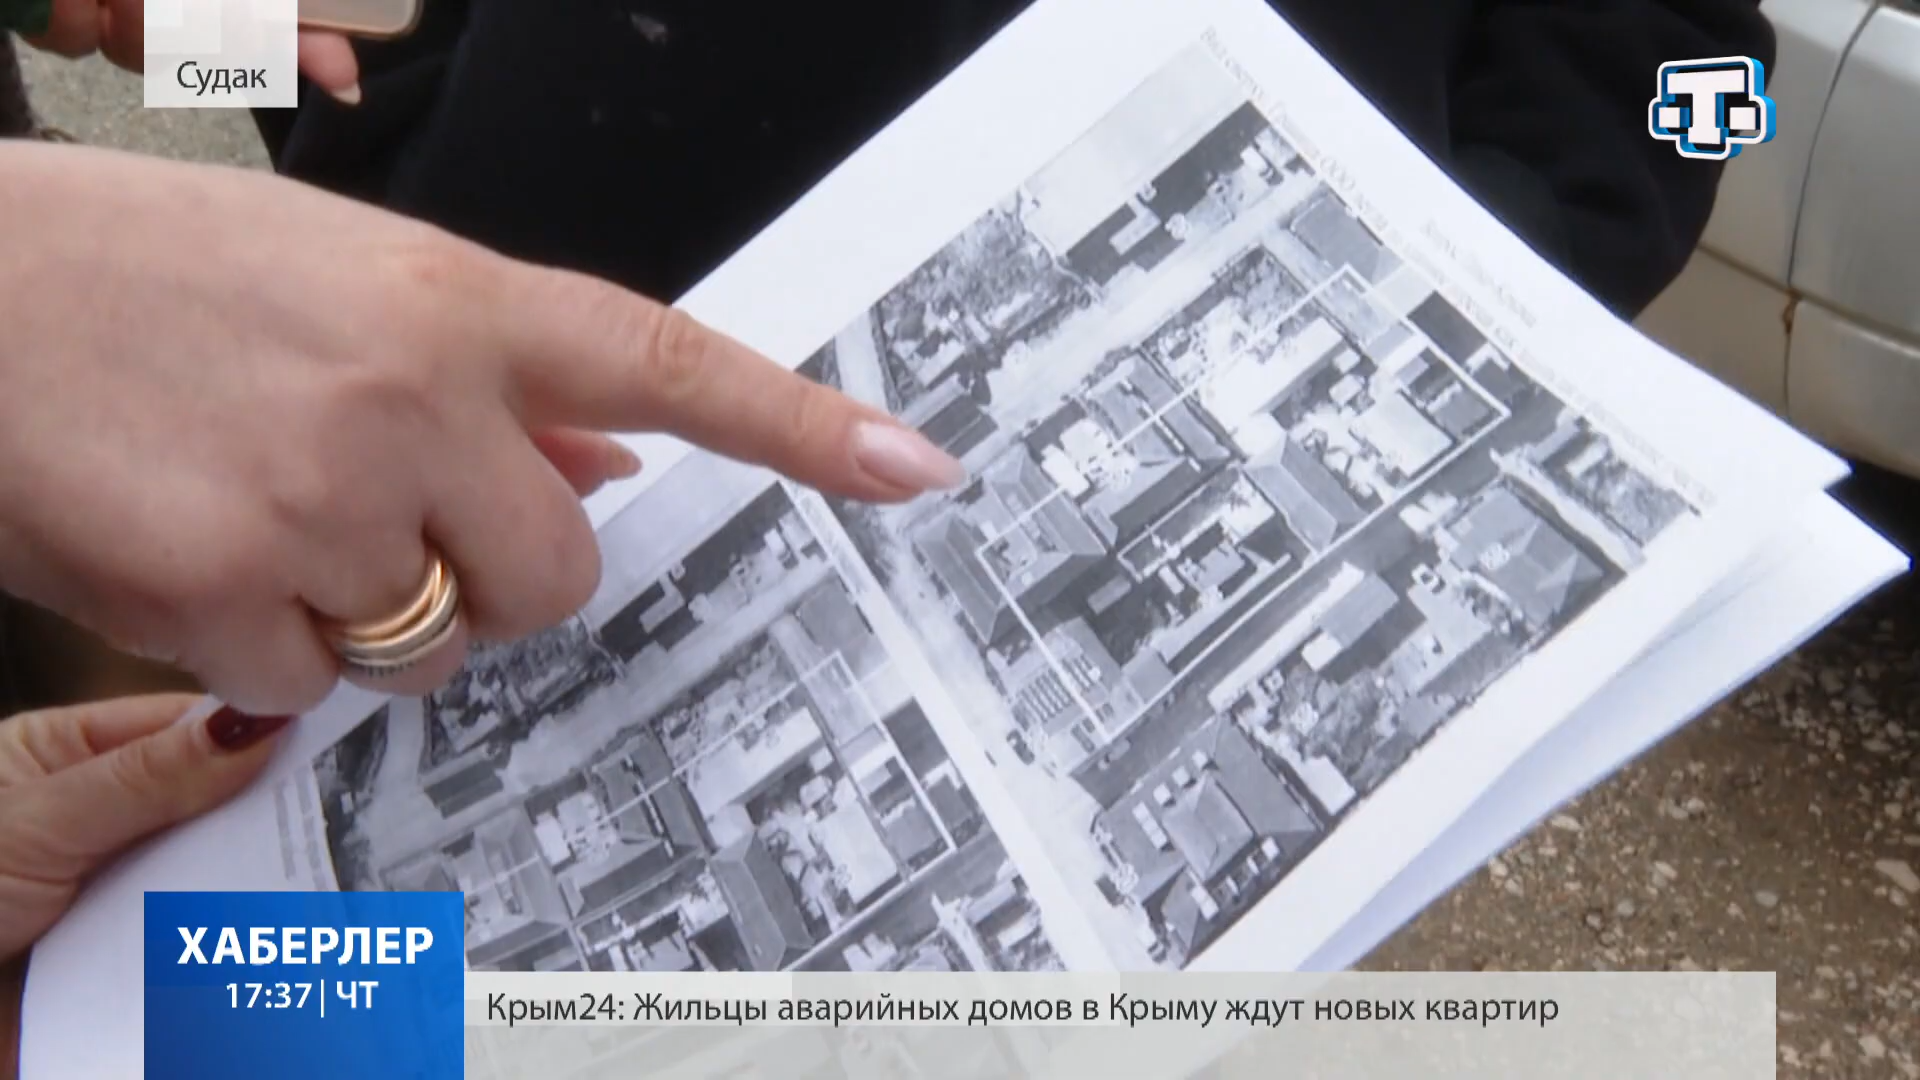 Судак
Т
ХАБЕРЛЕР
17:37 | ЧТ
Крым24: Жильцы аварийных домов в Крыму ждут новых квартир